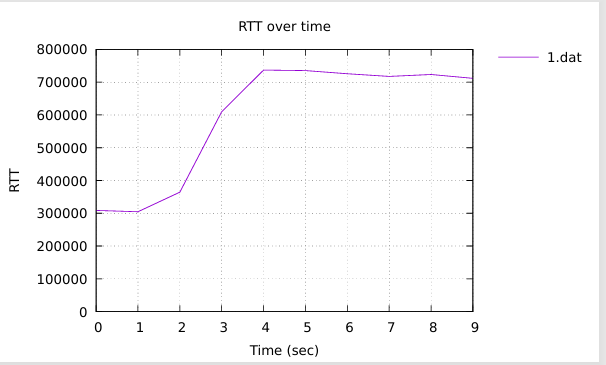 RTT over time
1.dat
800000
700000
600000
500000
400000
300000
200000
100000
0
RTT
0 1 2 3 4 5 6 7 8 9
Time (sec)